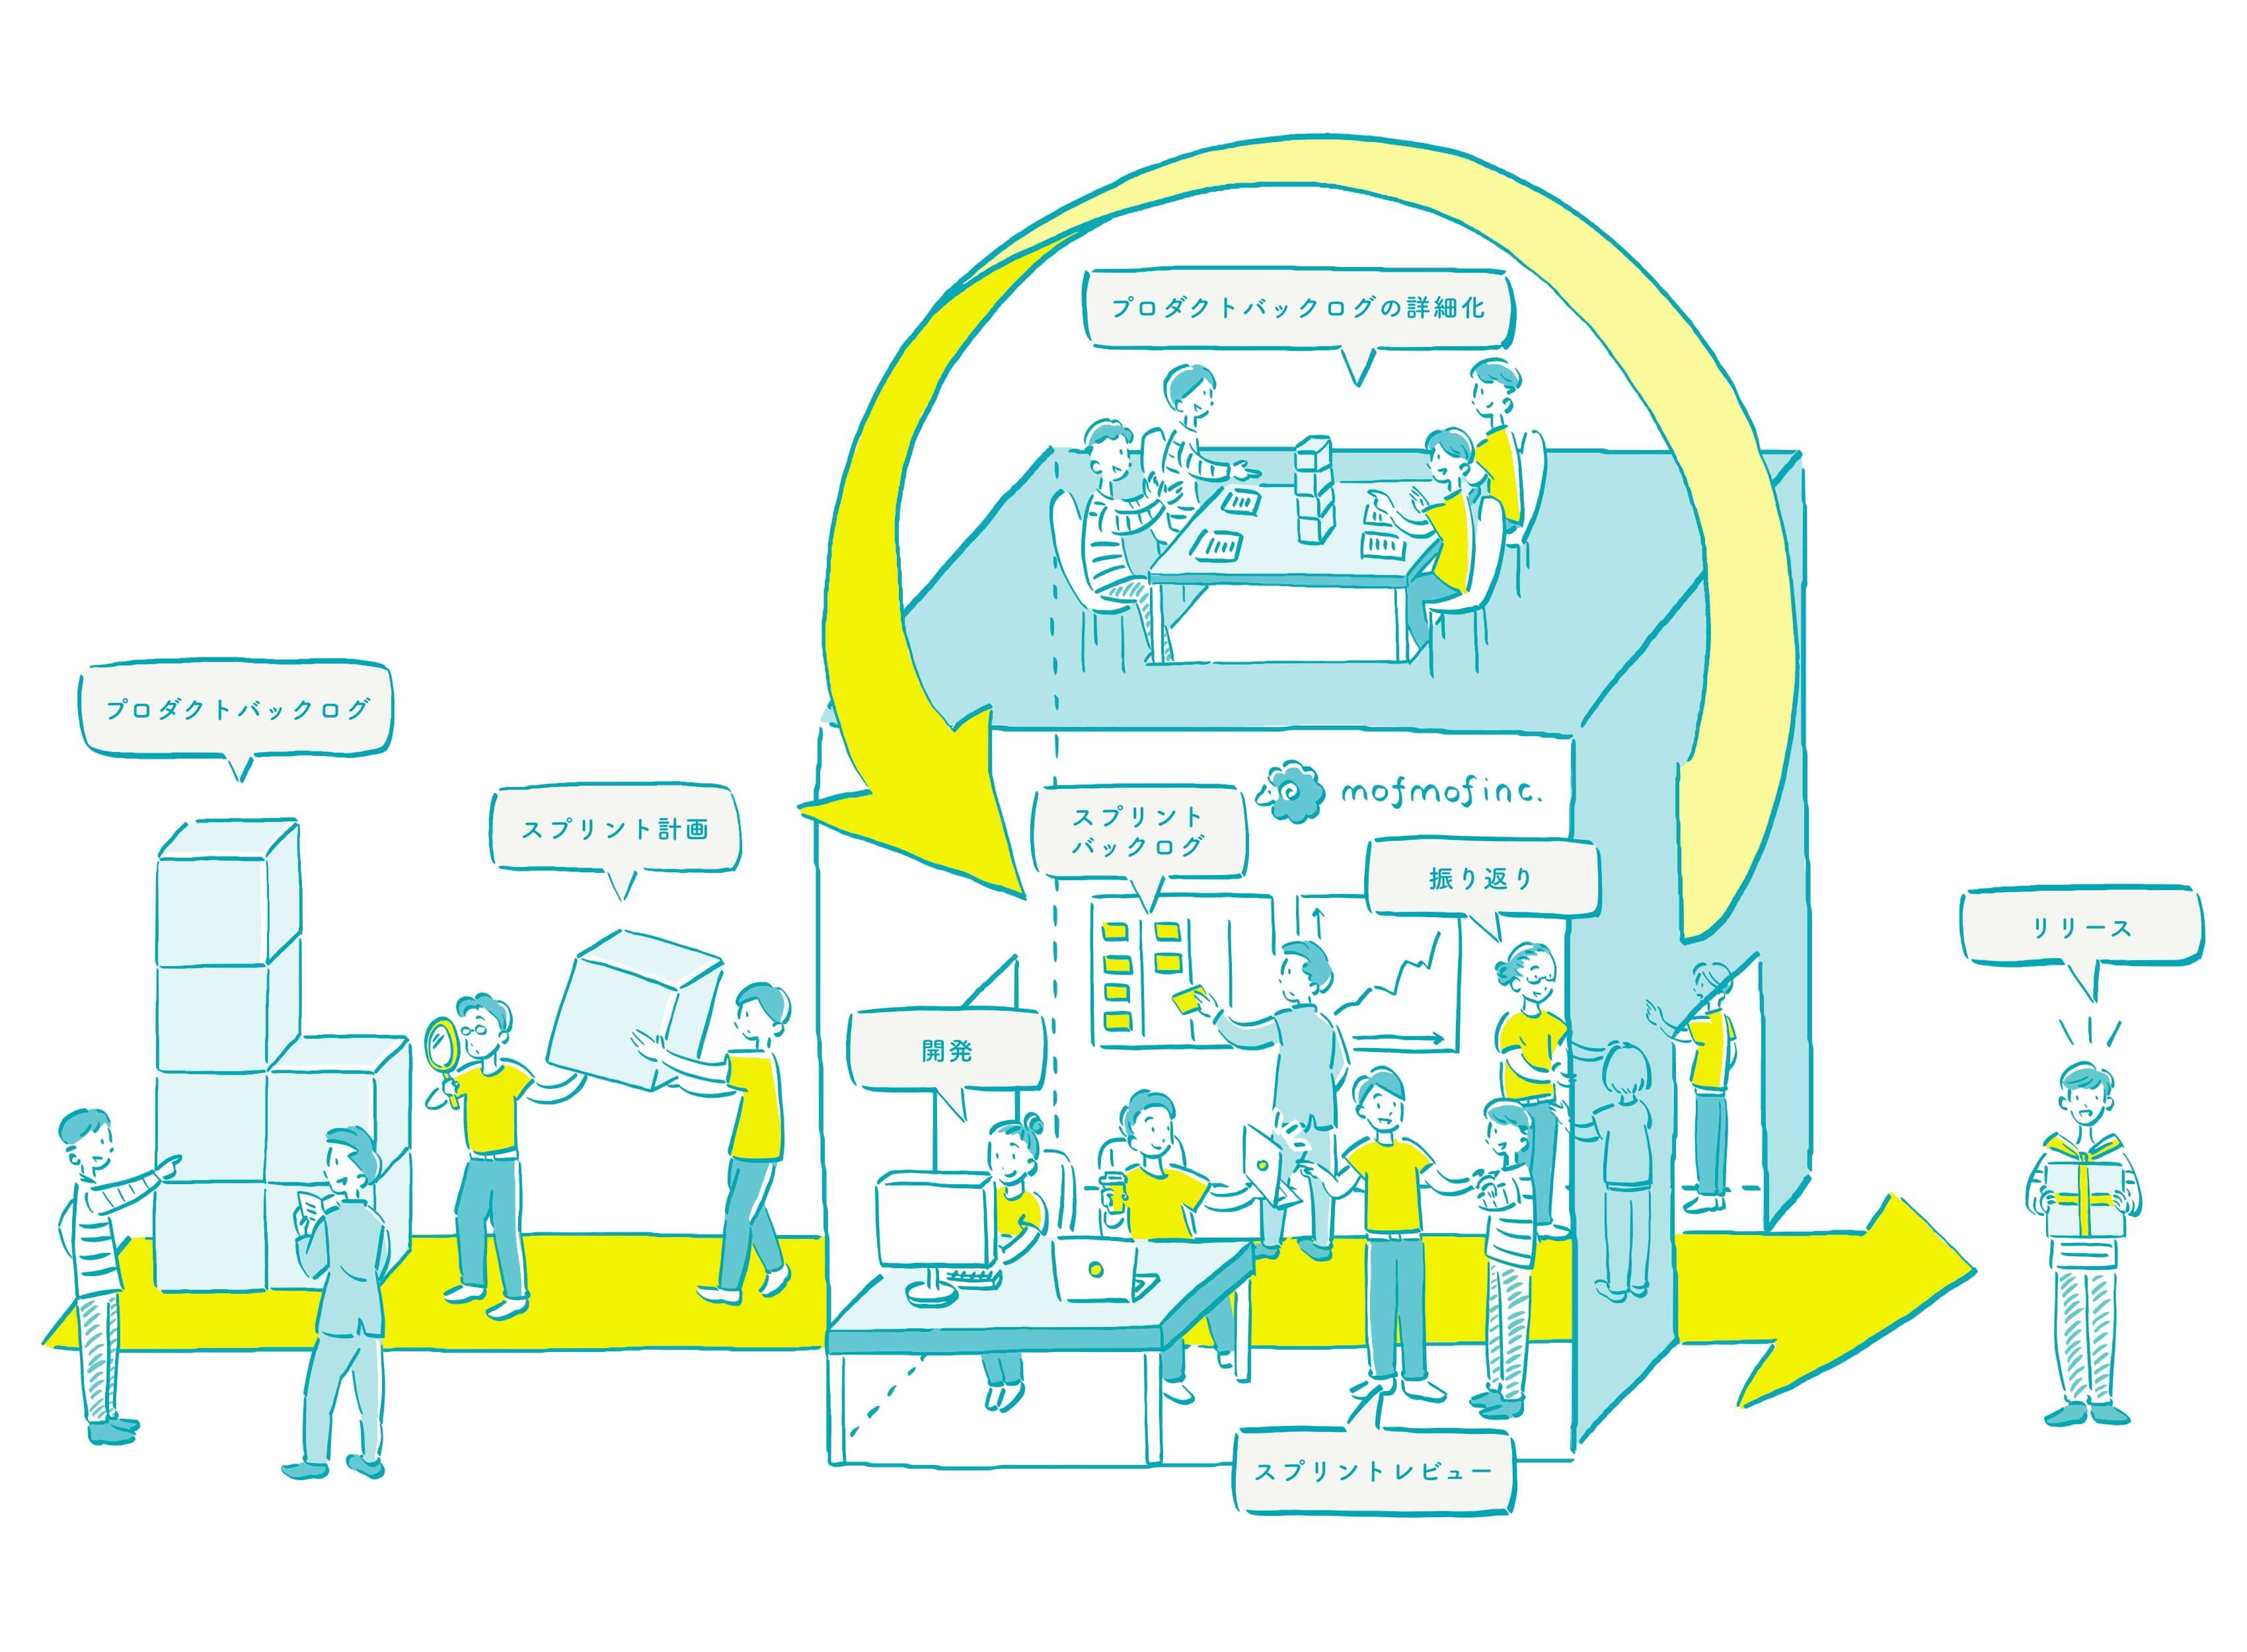 プロダクトバックログの詳細化
プロダクトバックログ
スプリント計画
スプリント
バックログ
mofmof inc.
振り返り
リリース
開発
スプリントレビュー